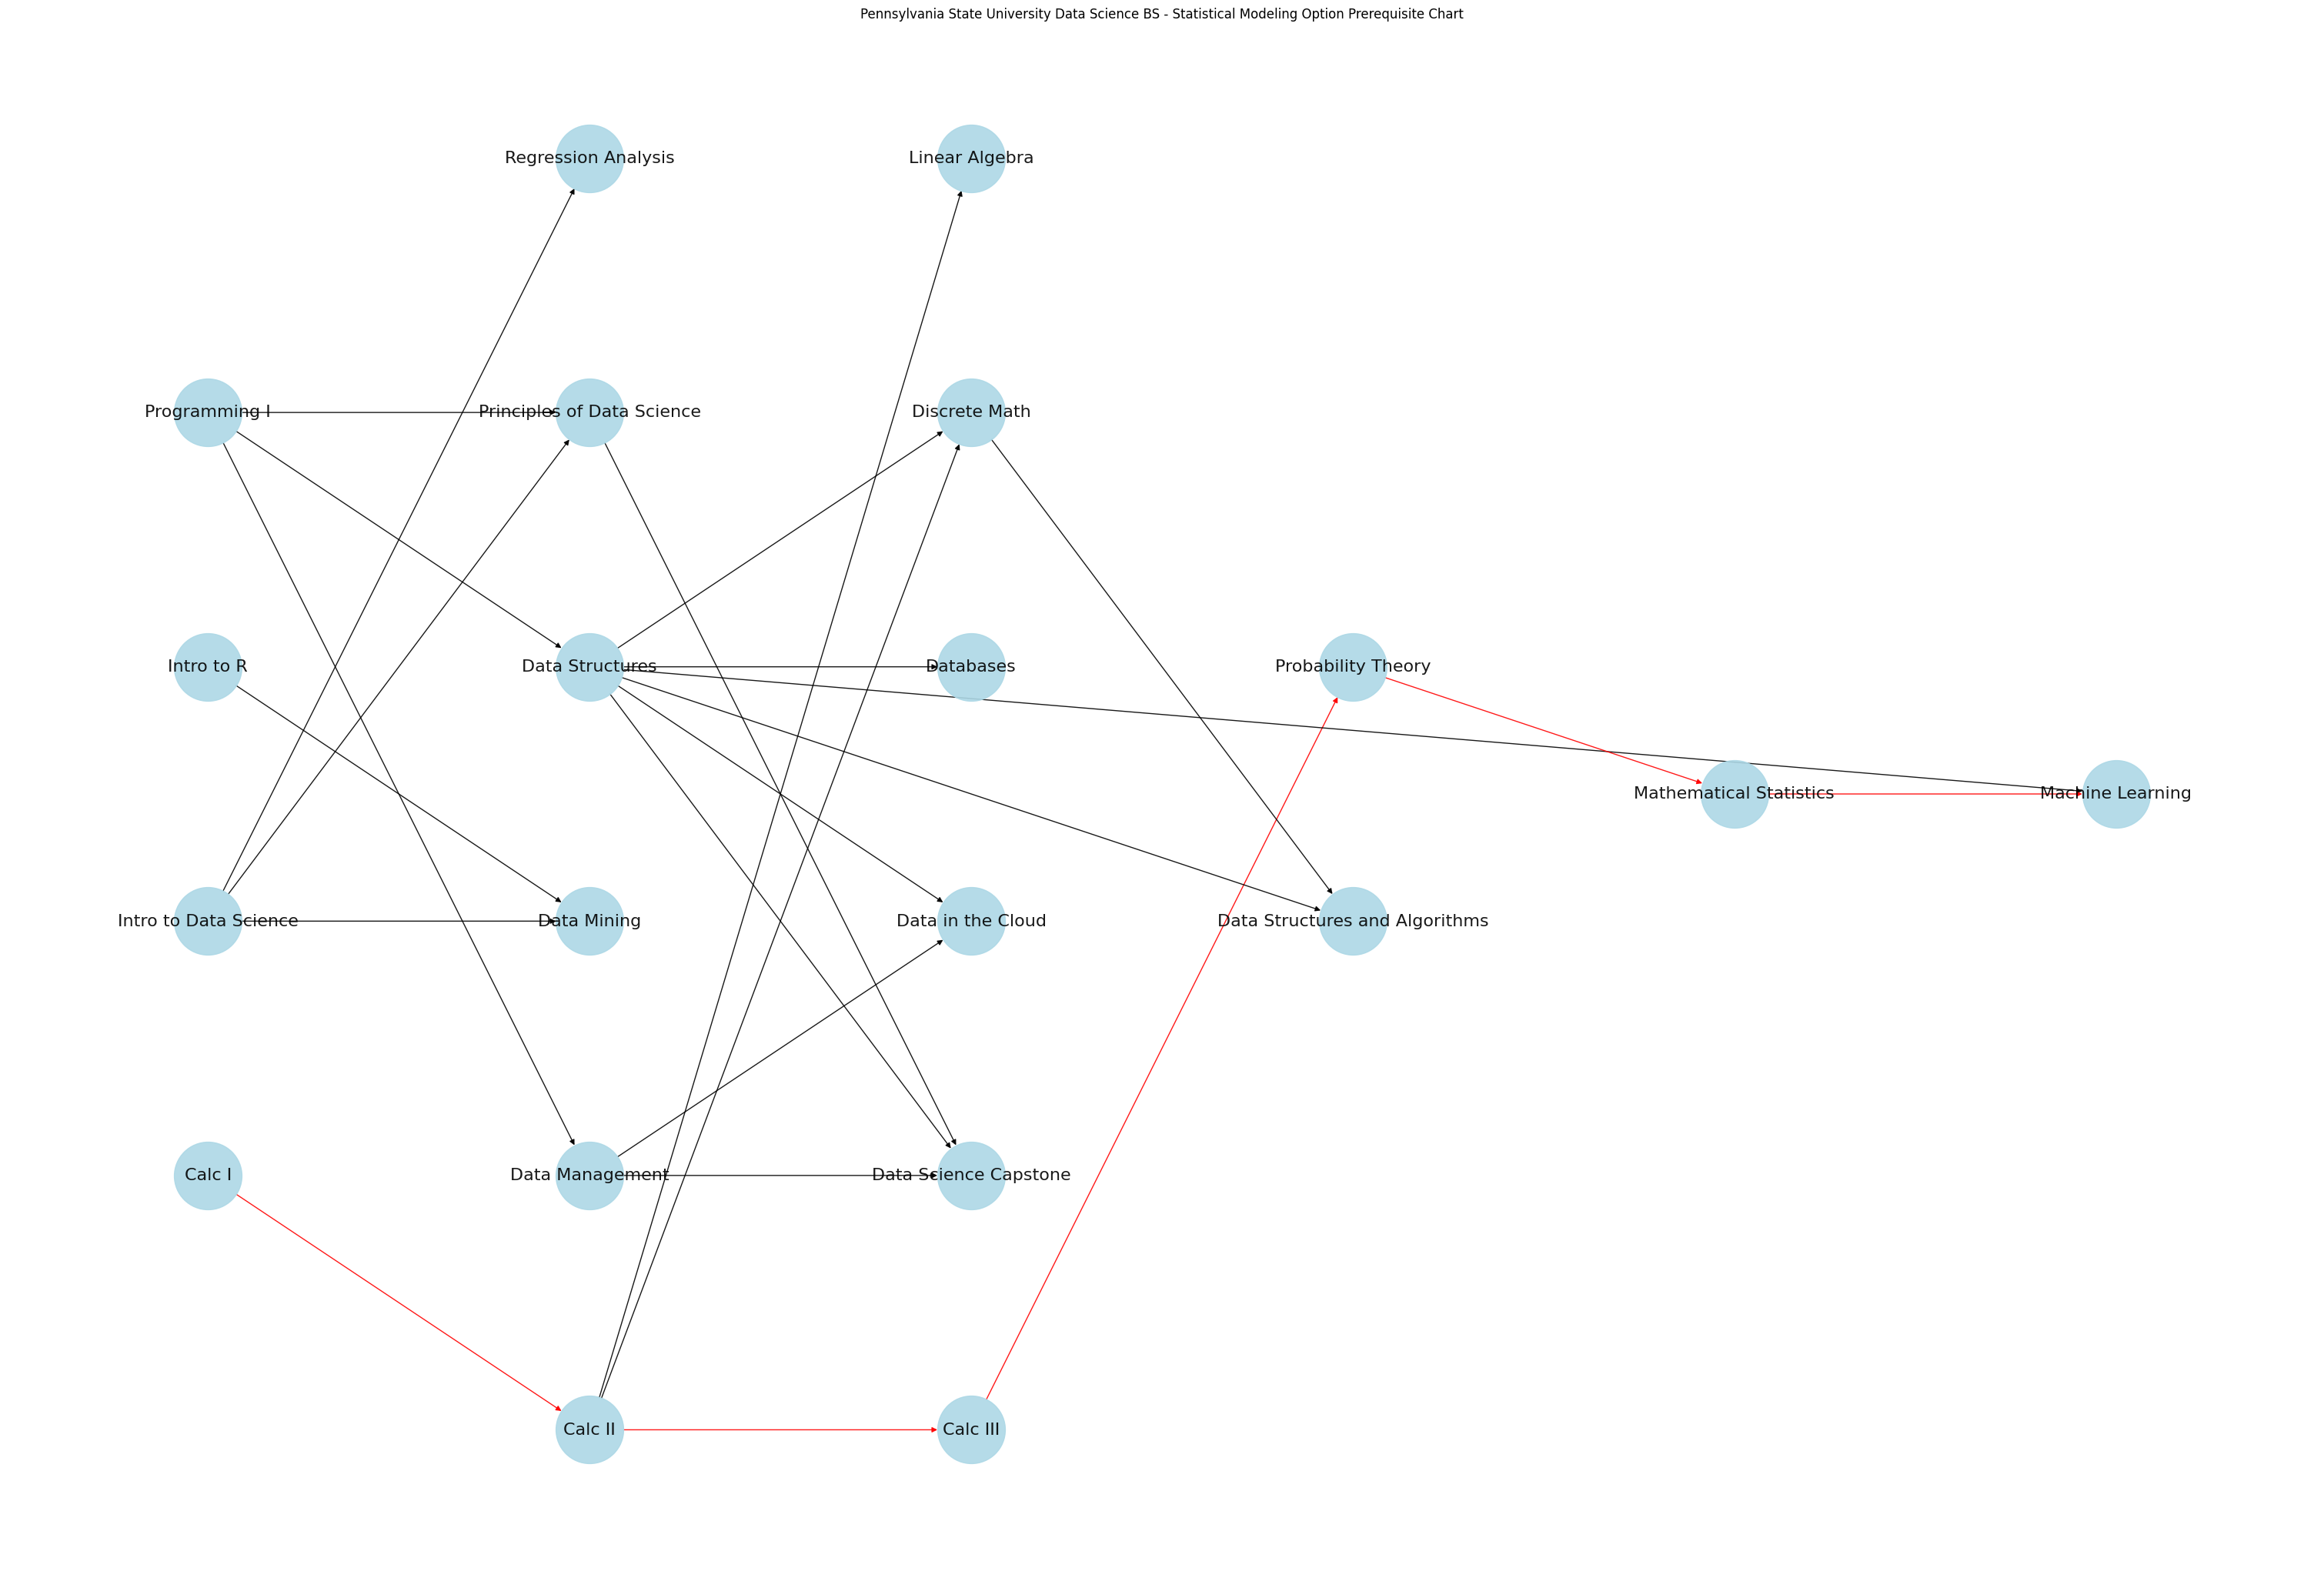 Pennsylvania State University Data Science BS - Statistical Modeling Option Prerequisite Chart
Regression Analysis
Linear Algebra
Programming I
Principles of Data Science
Discrete Math
Intro to R
Data Structures
Databases
Probability Theory
Mathematical Statistics
Machine Learning
Intro to Data Science
Data Mining
Data in the Cloud
Data Structures and Algorithms
Calc I
Data Management
Data Science Capstone
Calc II
Calc III